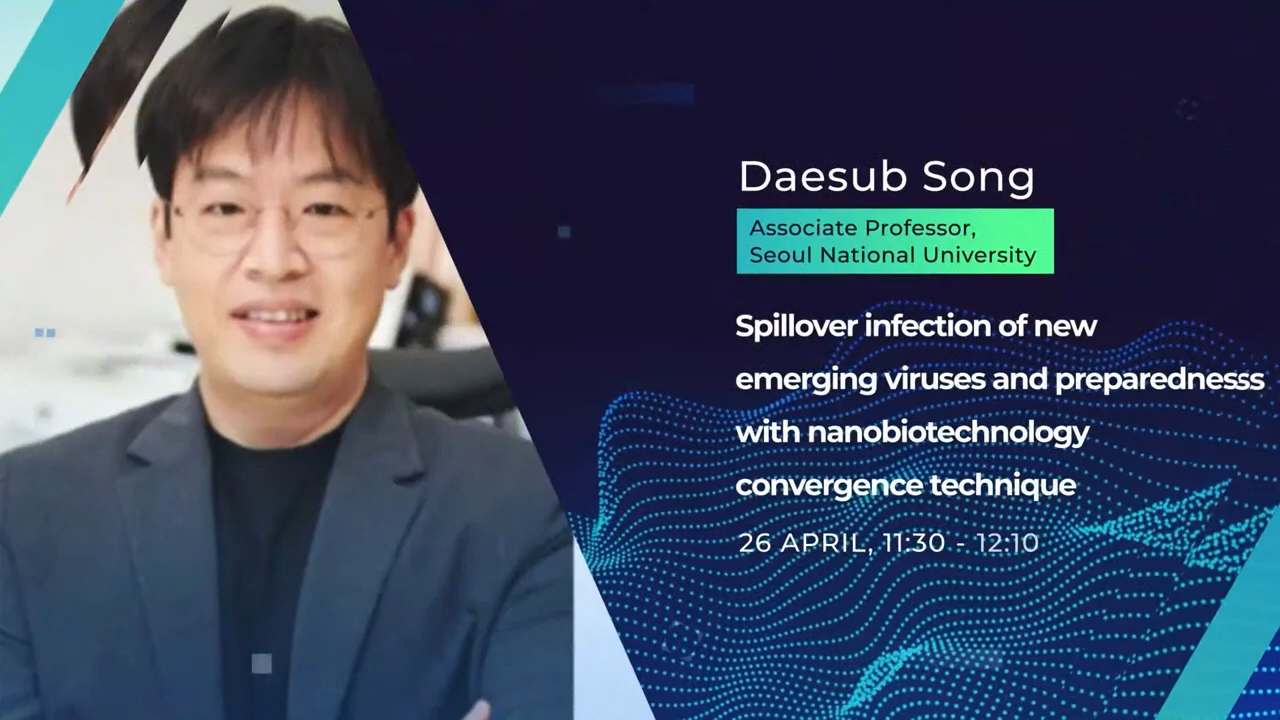 Daesub Song
Associate Professor,
Seoul National University
Spillover infection of new
emerging viruses and preparednesss
with nanobiotechnology
convergence technique
26 APRIL, 11:30 - 12:10